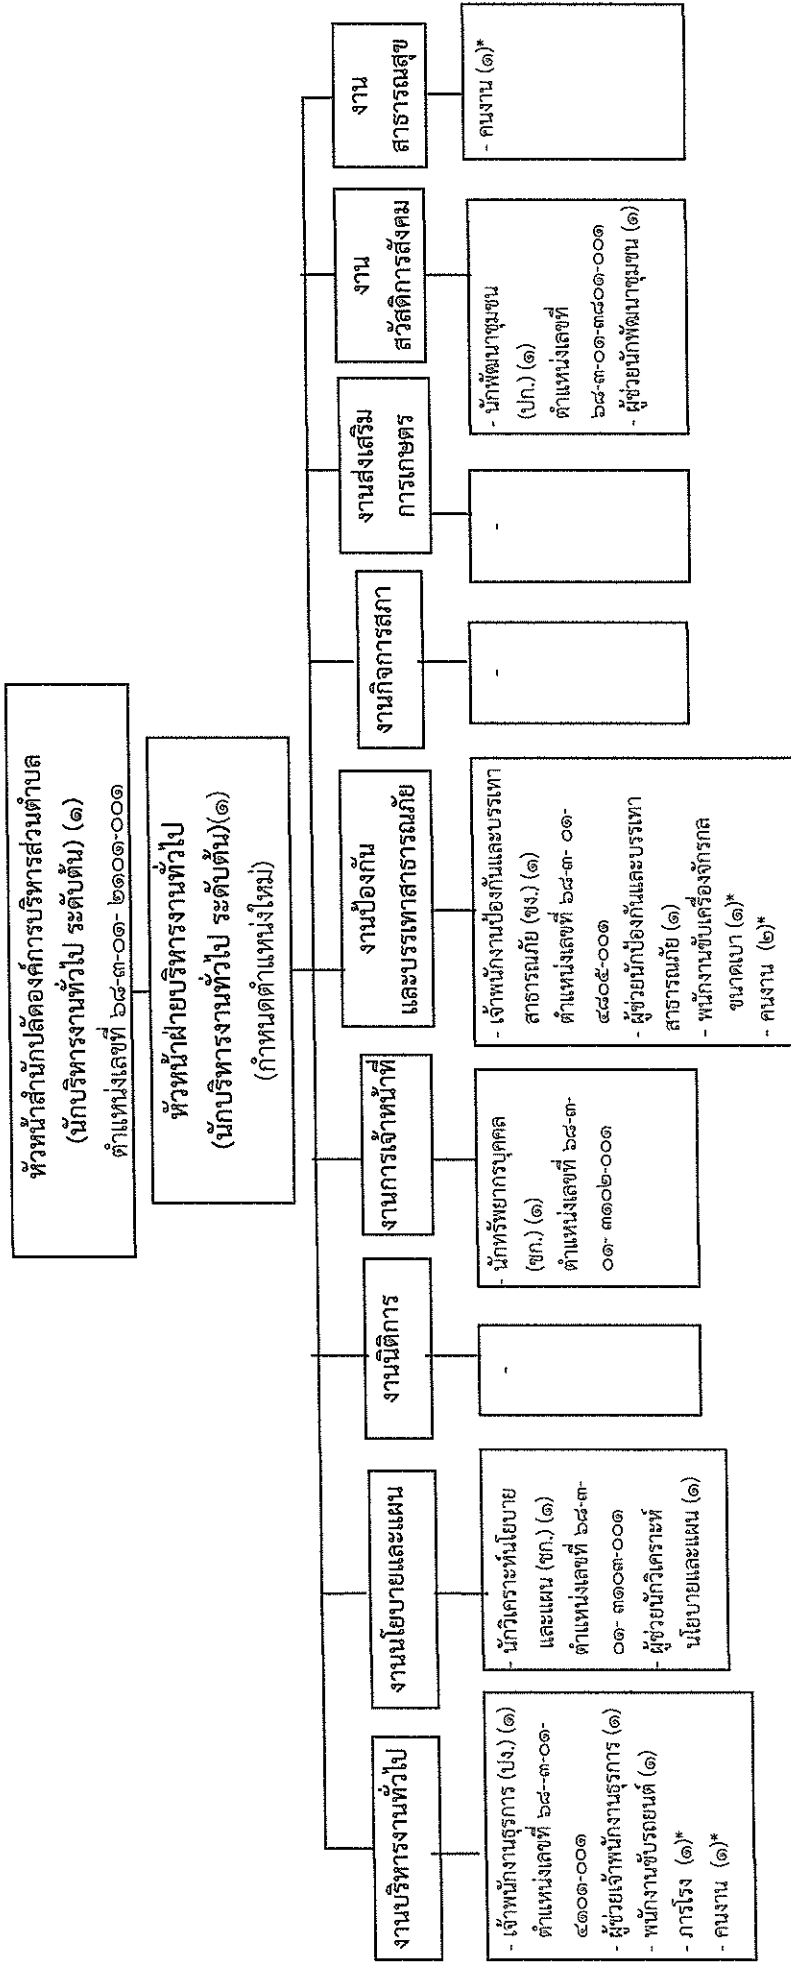 หัวหน้าสำนักปลัดองค์การบริหารส่วนตำบล
(นักบริหารงานทั่วไป ระดับต้น) (๑)
ตำแหน่งเลขที่ ๖๘-๓-๐๑- ๒๑๐๑-๐๐๑
หัวหน้าฝ่ายบริหารงานทั่วไป
(นักบริหารงานทั่วไป ระดับต้น)(๑)
(กำหนดตำแหน่งใหม่)
งานบริหารงานทั่วไป
- เจ้าพนักงานธุรการ (ปง.) (๑)
ตำแหน่งเลขที่ ๖๘--๓-๐๑-
๔๑๐๑-๐๐๑
- ผู้ช่วยเจ้าพนักงานธุรการ (๑)
- พนักงานขับรถยนต์ (๑)
- ภารโรง (๑)*
- คนงาน (๑)*
งานนโยบายและแผน
- นักวิเคราะห์นโยบาย
และแผน (ชก.) (๑)
ตำแหน่งเลขที่ ๖๘-๓-
๐๑- ๓๑๐๓-๐๐๑
- ผู้ช่วยนักวิเคราะห์
นโยบายและแผน (๑)
งานนิติการ
-
งานการเจ้าหน้าที่
- นักทรัพยากรบุคคล
(ชก.) (๑)
ตำแหน่งเลขที่ ๖๘-๓-
๐๑- ๓๑๐๒-๐๐๑
งานป้องกัน
และบรรเทาสาธารณภัย
- เจ้าพนักงานป้องกันและบรรเทา
สาธารณภัย (ชง.) (๑)
ตำแหน่งเลขที่ ๖๘-๓- ๐๑-
๔๘๐๕-๐๐๑
- ผู้ช่วยนักป้องกันและบรรเทา
สาธารณภัย (๑)
- พนักงานขับเครื่องจักรกล
ขนาดเบา (๑)*
- คนงาน (๒)*
งานกิจการสภา
-
งานส่งเสริม
การเกษตร
-
งาน
สวัสดิการสังคม
- นักพัฒนาชุมชน
(ปก.) (๑)
ตำแหน่งเลขที่
๖๘-๓-๐๑-๓๘๐๑-๐๐๑
- ผู้ช่วยนักพัฒนาชุมชน (๑)
งาน
สาธารณสุข
- คนงาน (๑)*